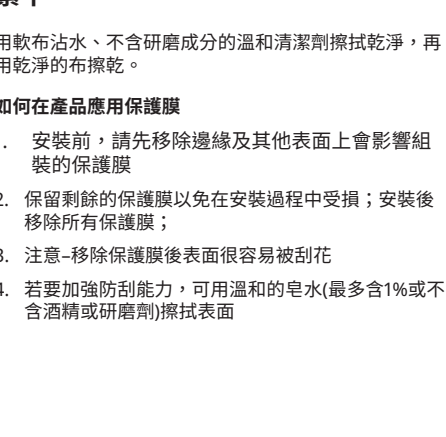 用軟布沾水、不含研磨成分的溫和清潔劑擦拭乾淨，再
用乾淨的布擦乾。
如何在產品應用保護膜
. 安裝前，請先移除邊緣及其他表面上會影響組
裝的保護膜
2. 保留剩餘的保護膜以免在安裝過程中受損；安裝後
移除所有保護膜；
3. 注意–移除保護膜後表面很容易被刮花
4. 若要加強防刮能力，可用溫和的皂水(最多含1%或不
含酒精或研磨劑)擦拭表面